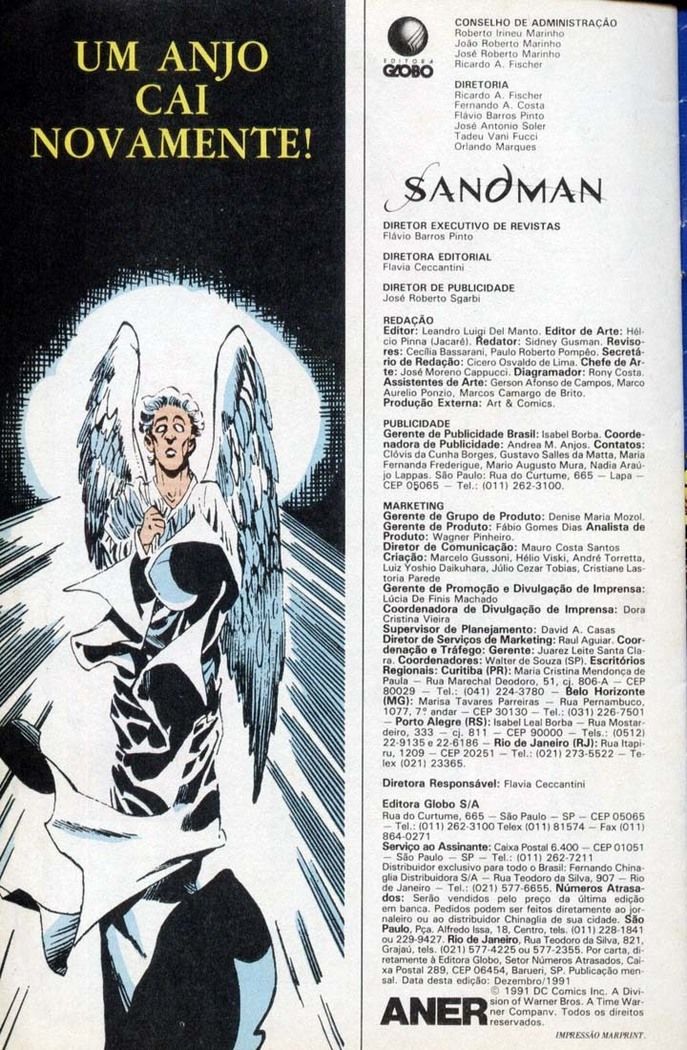 UM ANJO
CAI
NOVAMENTE!
EDITORA
GLOBO
CONSELHO DE ADMINISTRAÇÃO
Roberto Irineu Marinho
João Roberto Marinho
José Roberto Marinho
Ricardo A. Fischer
DIRETORIA
Ricardo A. Fischer
Fernando A. Costa
Flávio Barros Pinto
José Antonio Soler
Tadeu Vani Fucci
Orlando Marques
SANDMAN
DIRETOR EXECUTIVO DE REVISTAS
Flávio Barros Pinto
DIRETORA EDITORIAL
Flavia Ceccantini
DIRETOR DE PUBLICIDADE
José Roberto Sgarbi
REDAÇÃO
Editor: Leandro Luigi Del Manto. Editor de Arte: Hél-
cio Pinna (Jacaré). Redator: Sidney Gusman. Reviso-
res: Cecília Bassarani, Paulo Roberto Pompêo. Secretá-
rio de Redação: Cicero Osvaldo de Lima. Chefe de Ar-
te: José Moreno Cappucci. Diagramador: Rony Costa.
Assistentes de Arte: Gerson Afonso de Campos, Marco
Aurelio Ponzio, Marcos Camargo de Brito.
Produção Externa: Art & Comics.
PUBLICIDADE
Gerente de Publicidade Brasil: Isabel Borba. Coorde-
nadora de Publicidade: Andrea M. Anjos. Contatos:
Clóvis da Cunha Borges, Gustavo Salles da Matta, Maria
Fernanda Frederigue, Mario Augusto Mura, Nadia Araú-
jo Lappas. São Paulo: Rua do Curtume, 665 — Lapa —
CEP 05065 — Tel.: (011) 262-3100.
MARKETING
Gerente de Grupo de Produto: Denise Maria Mozol.
Gerente de Produto: Fábio Gomes Dias Analista de
Produto: Wagner Pinheiro.
Diretor de Comunicação: Mauro Costa Santos
Criação: Marcelo Gussoni, Hélio Viski, André Torretta,
Luiz Yoshio Daikuhara, Júlio Cezar Tobias, Cristiane Las-
toria Parede
Gerente de Promoção e Divulgação de Imprensa:
Lúcia De Finis Machado
Coordenadora de Divulgação de Imprensa: Dora
Cristina Vieira
Supervisor de Planejamento: David A. Casas
Diretor de Serviços de Marketing: Raul Aguiar. Coor-
denação e Tráfego: Gerente: Juarez Leite Santa Cla-
ra. Coordenadores: Walter de Souza (SP). Escritórios
Regionais: Curitiba (PR): Maria Cristina Mendonça de
Paula — Rua Marechal Deodoro, 51, cj. 806-A — CEP
80029 — Tel.: (041) 224-3780 — Belo Horizonte
(MG): Marisa Tavares Parreiras — Rua Pernambuco,
1077, 7º andar — CEP 30130 — Tel.: (031) 226-7501
— Porto Alegre (RS): Isabel Leal Borba — Rua Mostar-
deiro, 333 — cj. 811 — CEP 90000 — Tels.: (0512)
22-9135 e 22-6186 — Rio de Janeiro (RJ): Rua Itapi-
ru, 1209 — CEP 20251 — Tel.: (021) 273-5522 — Te-
lex (021) 23365.
Diretora Responsável: Flavia Ceccantini
Editora Globo S/A
Rua do Curtume, 665 — São Paulo — SP — CEP 05065
— Tel.: (011) 262-3100 Telex (011) 81574 — Fax (011)
864-0271
Serviço ao Assinante: Caixa Postal 6.400 — CEP 01051
— São Paulo — SP — Tel.: (011) 262-7211
Distribuidor exclusivo para todo o Brasil: Fernando China-
glia Distribuidora S/A — Rua Teodoro da Silva, 907 — Rio
de Janeiro — Tel.: (021) 577-6655. Números Atrasa-
dos: Serão vendidos pelo preço da última edição
em banca. Pedidos podem ser feitos diretamente ao jor-
naleiro ou ao distribuidor Chinaglia de sua cidade. São
Paulo, Pça. Alfredo Issa, 18, Centro, tels. (011) 228-1841
ou 229-9427. Rio de Janeiro, Rua Teodoro da Silva, 821,
Grajaú, tels. (021) 577-4225 ou 577-2355. Por carta, di-
retamente à Editora Globo, Setor Números Atrasados, Cai-
xa Postal 289, CEP 06454, Barueri, SP. Publicação men-
sal. Data desta edição: Dezembro/1991
ANER
© 1991 DC Comics Inc. A Divi-
sion of Warner Bros. A Time War-
ner Company. Todos os direitos
reservados.
IMPRESSÃO MARPRINT.